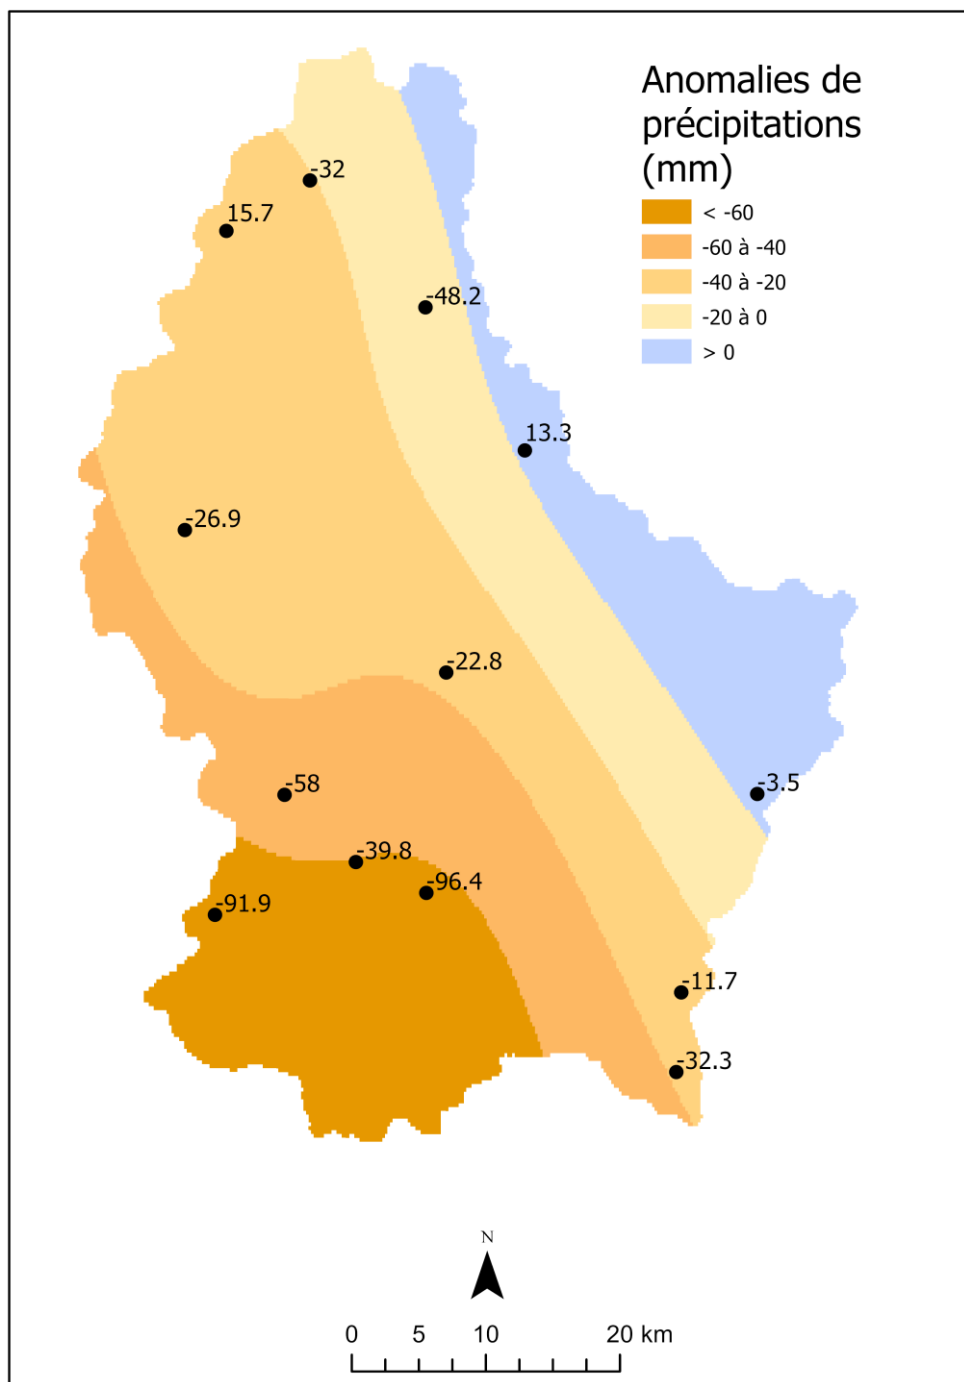 Anomalies de
précipitations
(mm)
< -60
-60 à -40
-40 à -20
-20 à 0
> 0
-32
15.7
-48.2
13.3
-26.9
-22.8
-58
-3.5
-39.8
-96.4
-91.9
-11.7
-32.3
N
0 5 10 20 km